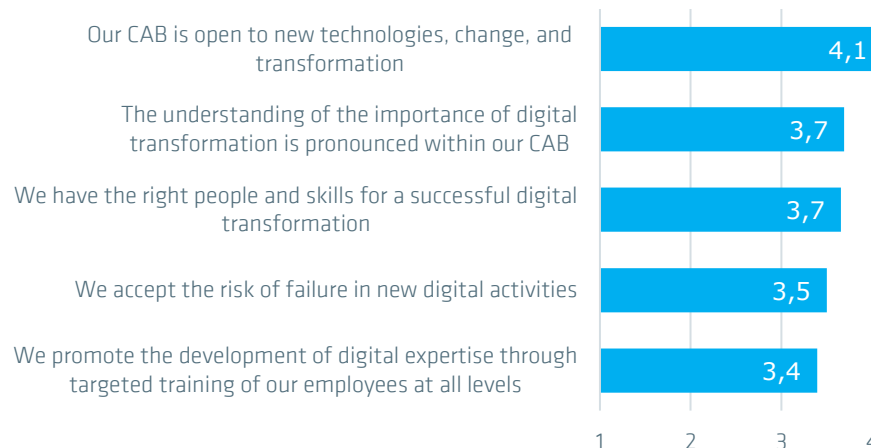 Our CAB is open to new technologies, change, and
transformation
4,1
The understanding of the importance of digital
transformation is pronounced within our CAB
3,7
We have the right people and skills for a successful digital
transformation
3,7
We accept the risk of failure in new digital activities
3,5
We promote the development of digital expertise through
targeted training of our employees at all levels
3,4
1 2 3 4